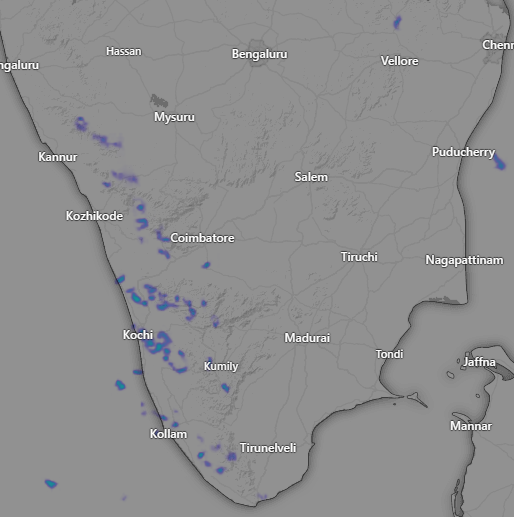 Hassan
Bengaluru
Chenn
ngaluru
Vellore
Mysuru
Kannur
Puducherry
Salem
Kozhikode
Coimbatore
Tiruchi
Nagapattinam
Kochi
Madurai
Tondi
Kumily
Jaffna
Kollam
Mannar
Tirunelveli